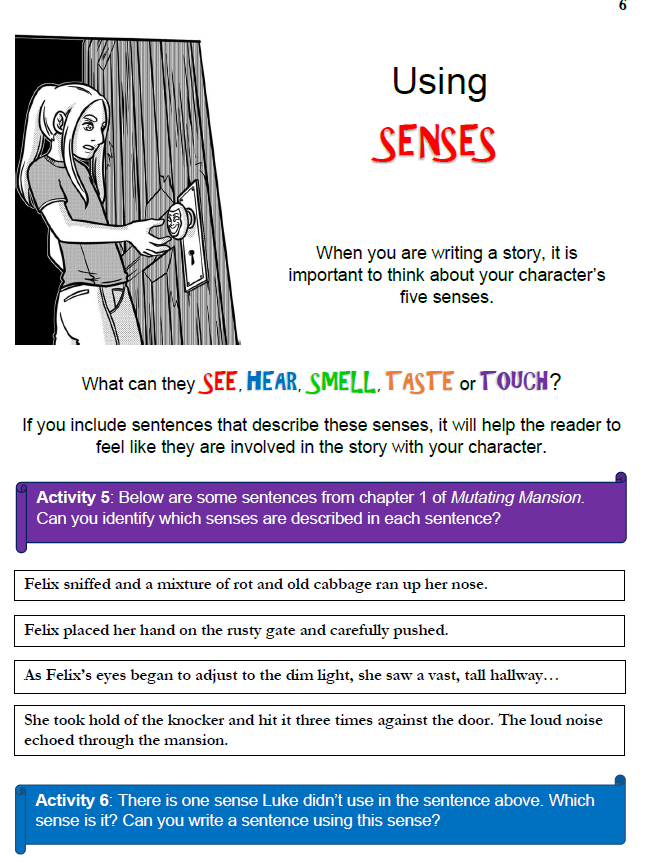 6
Using
SENSES
When you are writing a story, it is
important to think about your character’s
five senses.
What can they SEE, HEAR, SMELL, TASTE or TOUCH?
If you include sentences that describe these senses, it will help the reader to
feel like they are involved in the story with your character.
Activity 5: Below are some sentences from chapter 1 of Mutating Mansion.
Can you identify which senses are described in each sentence?
Felix sniffed and a mixture of rot and old cabbage ran up her nose.
Felix placed her hand on the rusty gate and carefully pushed.
As Felix’s eyes began to adjust to the dim light, she saw a vast, tall hallway…
She took hold of the knocker and hit it three times against the door. The loud noise
echoed through the mansion.
Activity 6: There is one sense Luke didn’t use in the sentence above. Which
sense is it? Can you write a sentence using this sense?